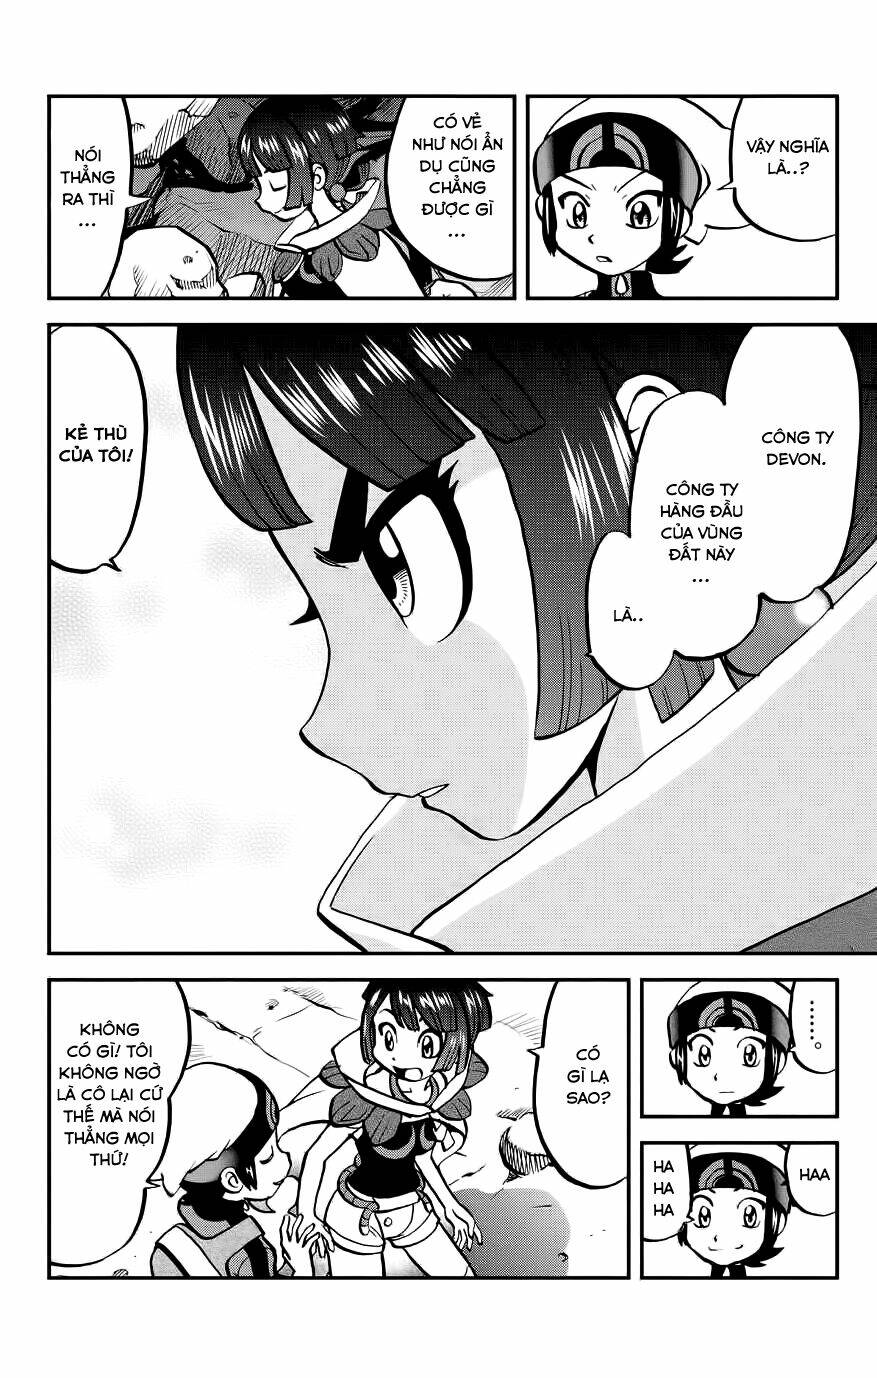 VẬY NGHĨA
LÀ..?
CÓ VẺ
NHƯ NÓI ẨN
DỤ CŨNG
CHẲNG
ĐƯỢC GÌ
...
NÓI
THẲNG
RA THÌ
...
CÔNG TY
DEVON.
CÔNG TY
HÀNG ĐẦU
CỦA VÙNG
ĐẤT NÀY
...
LÀ..
KẺ THÙ
CỦA TÔI!
......
HAA
HA
HA
HA
CÓ
GÌ LẠ
SAO?
KHÔNG
CÓ GÌ! TÔI
KHÔNG NGỜ
LÀ CÔ LẠI CỨ
THẾ MÀ NÓI
THẲNG MỌI
THỨ!